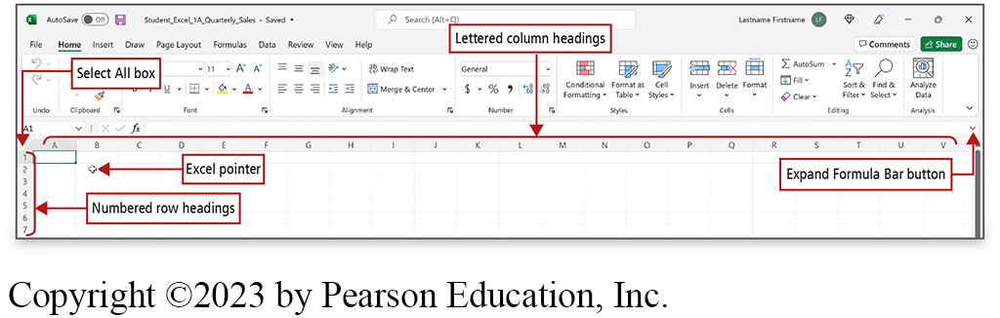 AutoSave Off Student_Excel_1A_Quarterly_Sales - Saved Search (Alt+Q) Lastname Firstname LF
File Home Insert Draw Page Layout Formulas Data Review View Help Lettered column headings Comments Share
Select All box 11 A A Wrap Text General AutoSum
Fill
B I U Merge & Center $ % Conditional Formatting Format as Table Cell Styles Insert Delete Format Clear Sort & Filter Find & Select Analyze Data
Undo Clipboard Font Alignment Number Styles Cells Editing Analysis
A1 fx
A B C D E F G H I J K L M N O P Q R S T U V
1
2 Excel pointer Expand Formula Bar button
3
4
5 Numbered row headings
6
7
Copyright ©2023 by Pearson Education, Inc.